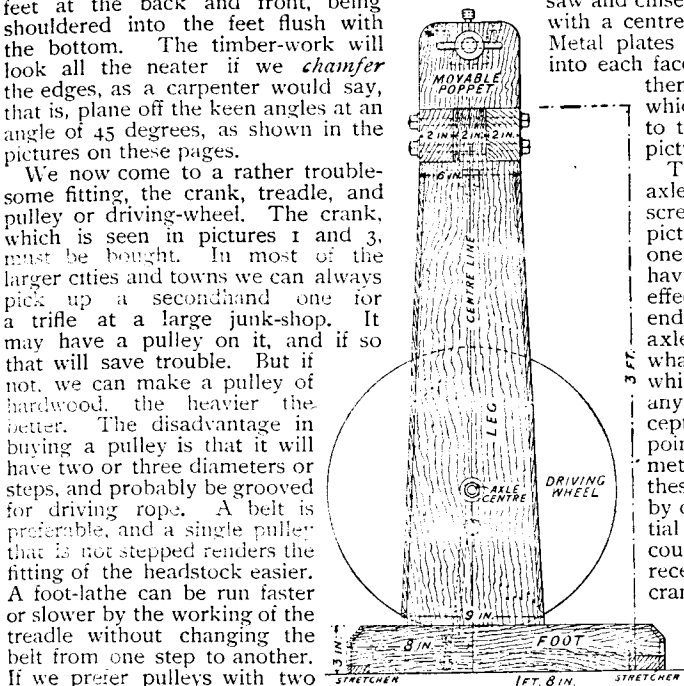 feet at the back and front, being
shouldered into the feet flush with
the bottom. The timber-work will
look all the neater if we chamfer
the edges, as a carpenter would say,
that is, plane off the keen angles at an
angle of 45 degrees, as shown in the
pictures on these pages.
We now come to a rather trouble-
some fitting, the crank, treadle, and
pulley or driving-wheel. The crank,
which is seen in pictures 1 and 3,
must be bought. In most of the
larger cities and towns we can always
pick up a secondhand one for
a trifle at a large junk-shop. It
may have a pulley on it, and if so
that will save trouble. But if
not, we can make a pulley of
hardwood, the heavier the
better. The disadvantage in
buying a pulley is that it will
have two or three diameters or
steps, and probably be grooved
for driving rope. A belt is
preferable, and a single pulley
that is not stepped renders the
fitting of the headstock easier.
A foot-lathe can be run faster
or slower by the working of the
treadle without changing the
belt from one step to another.
If we prefer pulleys with two
MOVABLE
POPPET
2 IN. 2 IN. 2 IN.
6 IN.
CENTRE LINE
LEG
AXLE
CENTRE
DRIVING
WHEEL
3 FT.
9 IN.
8 IN.
FOOT
3 IN.
STRETCHER
1 FT. 8 IN.
STRETCHER
saw and chise
with a centre
Metal plates
into each face
ther
whic
to t
pict
T
axle
scre
pict
one
hav
effe
end
axle
wha
whi
any
cept
poin
met
thes
by c
tial
cou
rece
cran